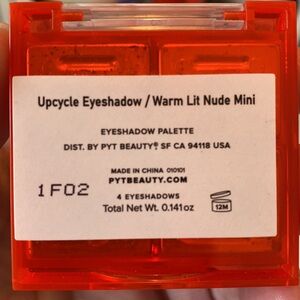 Upcycle Eyeshadow / Warm Lit Nude Mini
EYESHADOW PALETTE
DIST. BY PYT BEAUTY® SF CA 94118 USA
MADE IN CHINA 010101
PYTBEAUTY.COM
1F02
4 EYESHADOWS
Total Net Wt. 0.141oz
12M